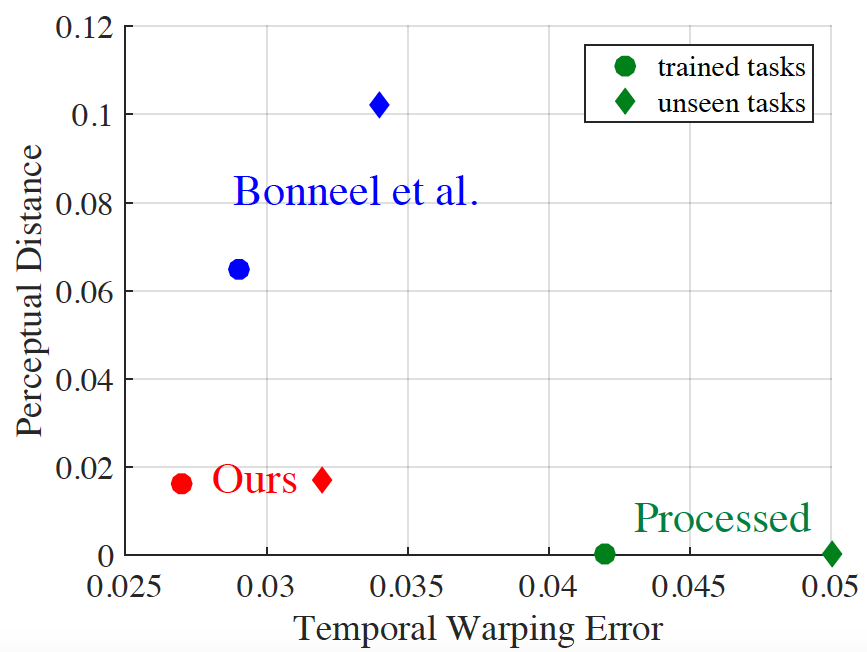 0.12
0.1
0.08
0.06
0.04
0.02
0
Perceptual Distance
trained tasks
unseen tasks
Bonneel et al.
Ours
Processed
0.025 0.03 0.035 0.04 0.045 0.05
Temporal Warping Error